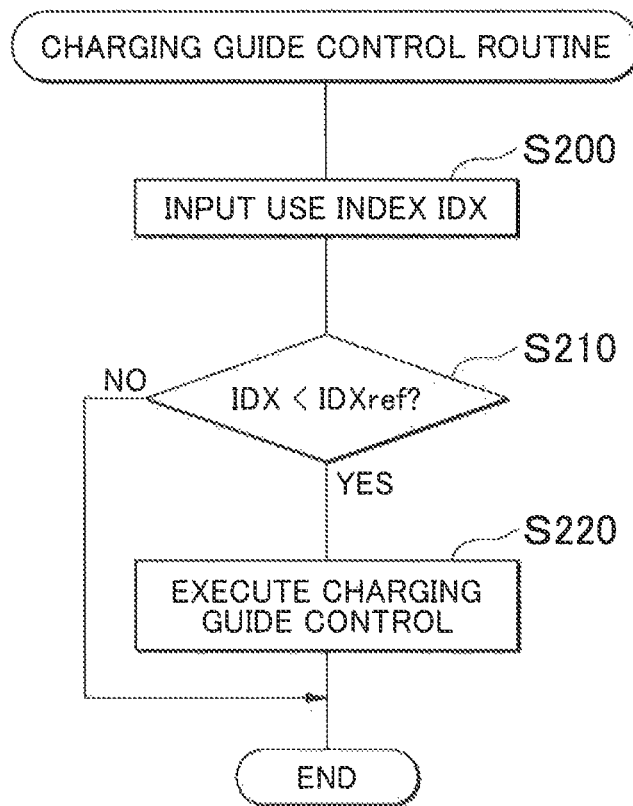 CHARGING GUIDE CONTROL ROUTINE
S200
INPUT USE INDEX IDX
S210
IDX < IDXref?
NO
YES
S220
EXECUTE CHARGING
GUIDE CONTROL
END